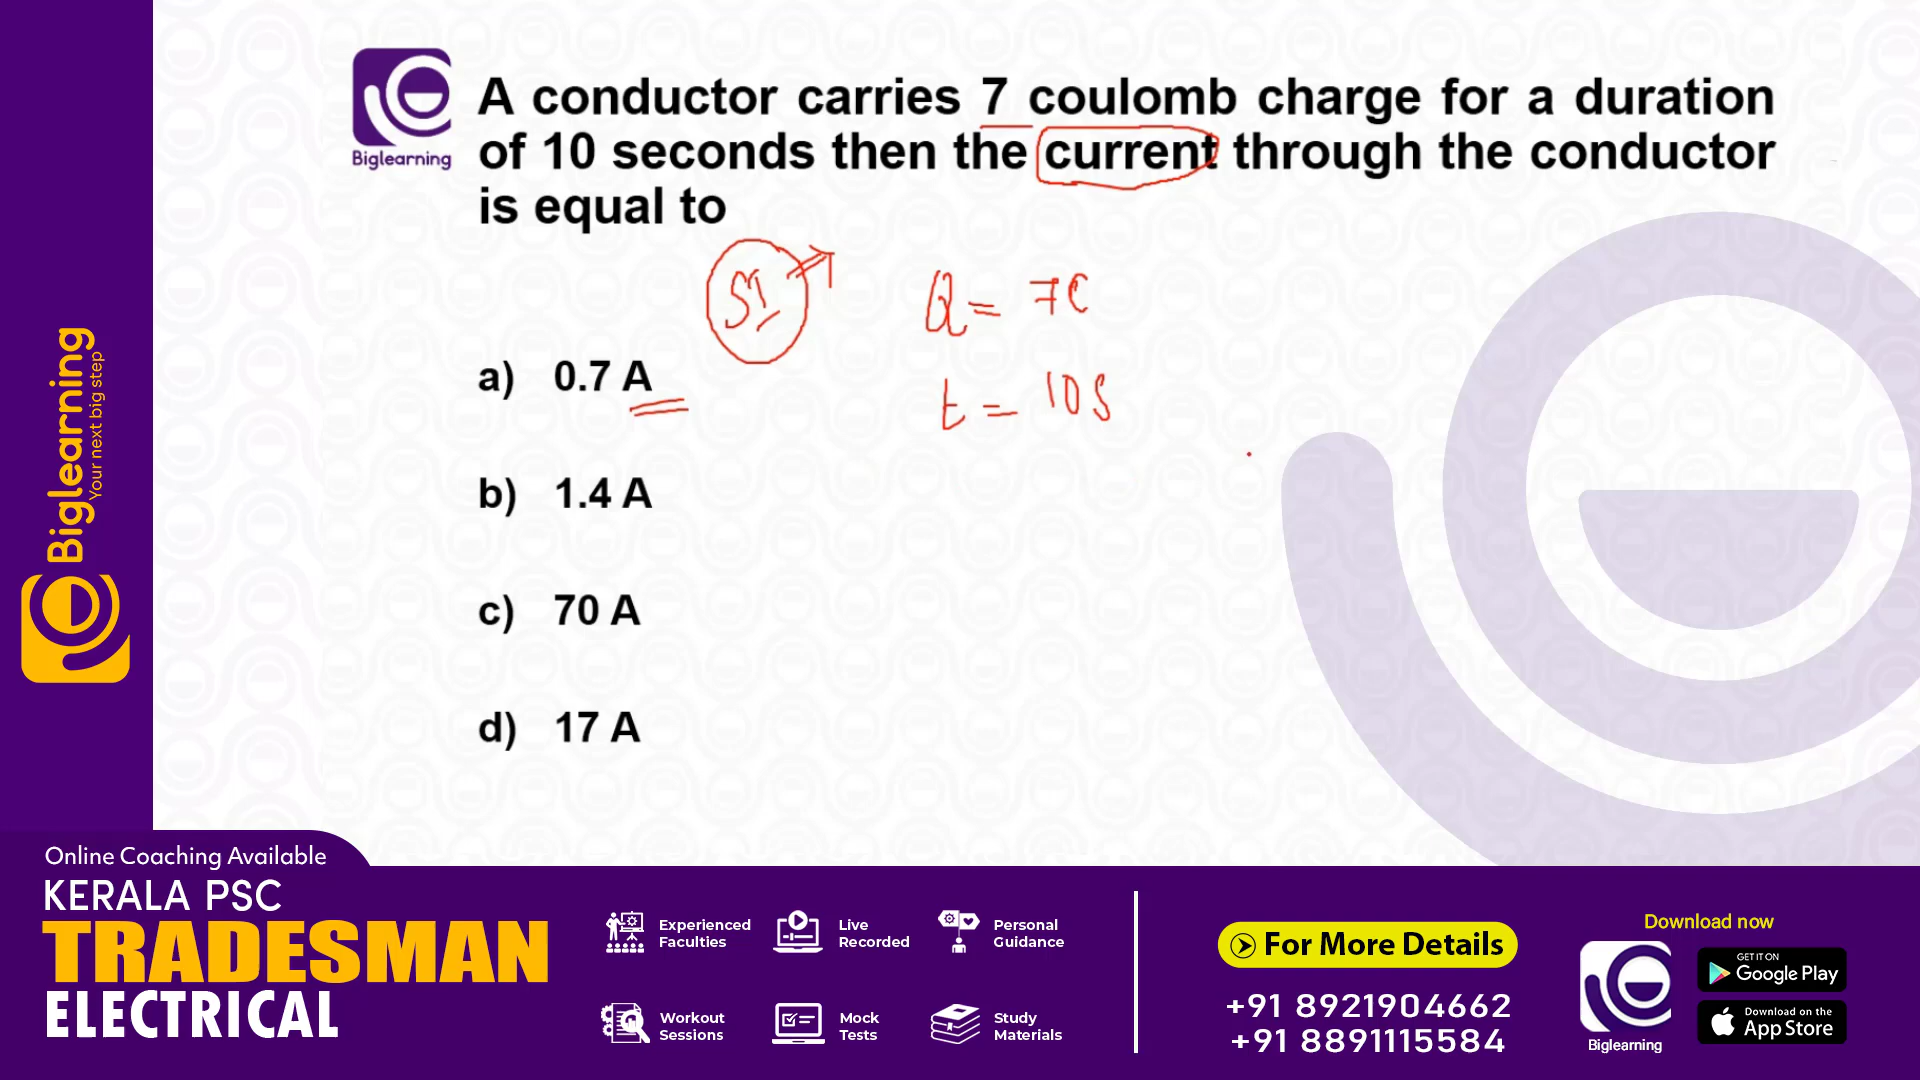 Biglearning
A conductor carries 7 coulomb charge for a duration
of 10 seconds then the current through the conductor
is equal to
SI
Q = 7C
t = 10S
a) 0.7 A
b) 1.4 A
c) 70 A
d) 17 A
Biglearning
Your next big step
Online Coaching Available
KERALA PSC
TRADESMAN
ELECTRICAL
Experienced
Faculties
Live
Recorded
Personal
Guidance
Workout
Sessions
Mock
Tests
Study
Materials
For More Details
+91 8921904662
+91 8891115584
Download now
Biglearning
GET IT ON
Google Play
Download on the
App Store